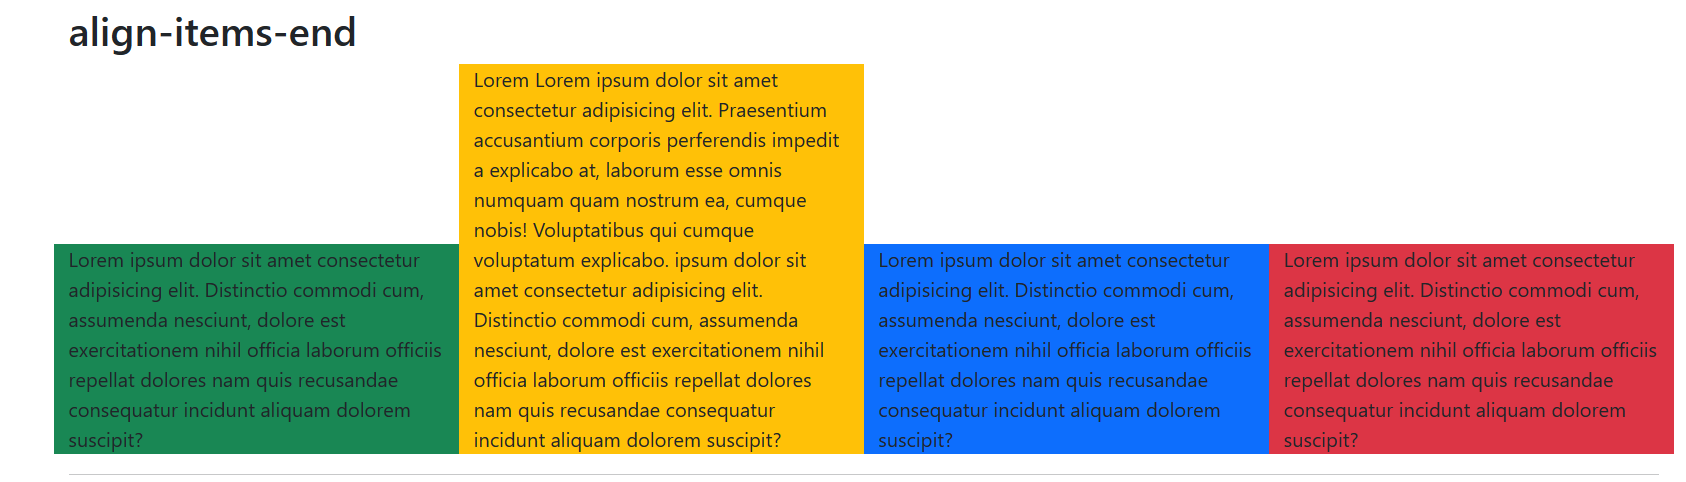 align-items-end
Lorem ipsum dolor sit amet consectetur
adipisicing elit. Distinctio commodi cum,
assumenda nesciunt, dolore est
exercitationem nihil officia laborum officiis
repellat dolores nam quis recusandae
consequatur incidunt aliquam dolorem
suscipit?
Lorem Lorem ipsum dolor sit amet
consectetur adipisicing elit. Praesentium
accusantium corporis perferendis impedit
a explicabo at, laborum esse omnis
numquam quam nostrum ea, cumque
nobis! Voluptatibus qui cumque
voluptatum explicabo. ipsum dolor sit
amet consectetur adipisicing elit.
Distinctio commodi cum, assumenda
nesciunt, dolore est exercitationem nihil
officia laborum officiis repellat dolores
nam quis recusandae consequatur
incidunt aliquam dolorem suscipit?
Lorem ipsum dolor sit amet consectetur
adipisicing elit. Distinctio commodi cum,
assumenda nesciunt, dolore est
exercitationem nihil officia laborum officiis
repellat dolores nam quis recusandae
consequatur incidunt aliquam dolorem
suscipit?
Lorem ipsum dolor sit amet consectetur
adipisicing elit. Distinctio commodi cum,
assumenda nesciunt, dolore est
exercitationem nihil officia laborum officiis
repellat dolores nam quis recusandae
consequatur incidunt aliquam dolorem
suscipit?